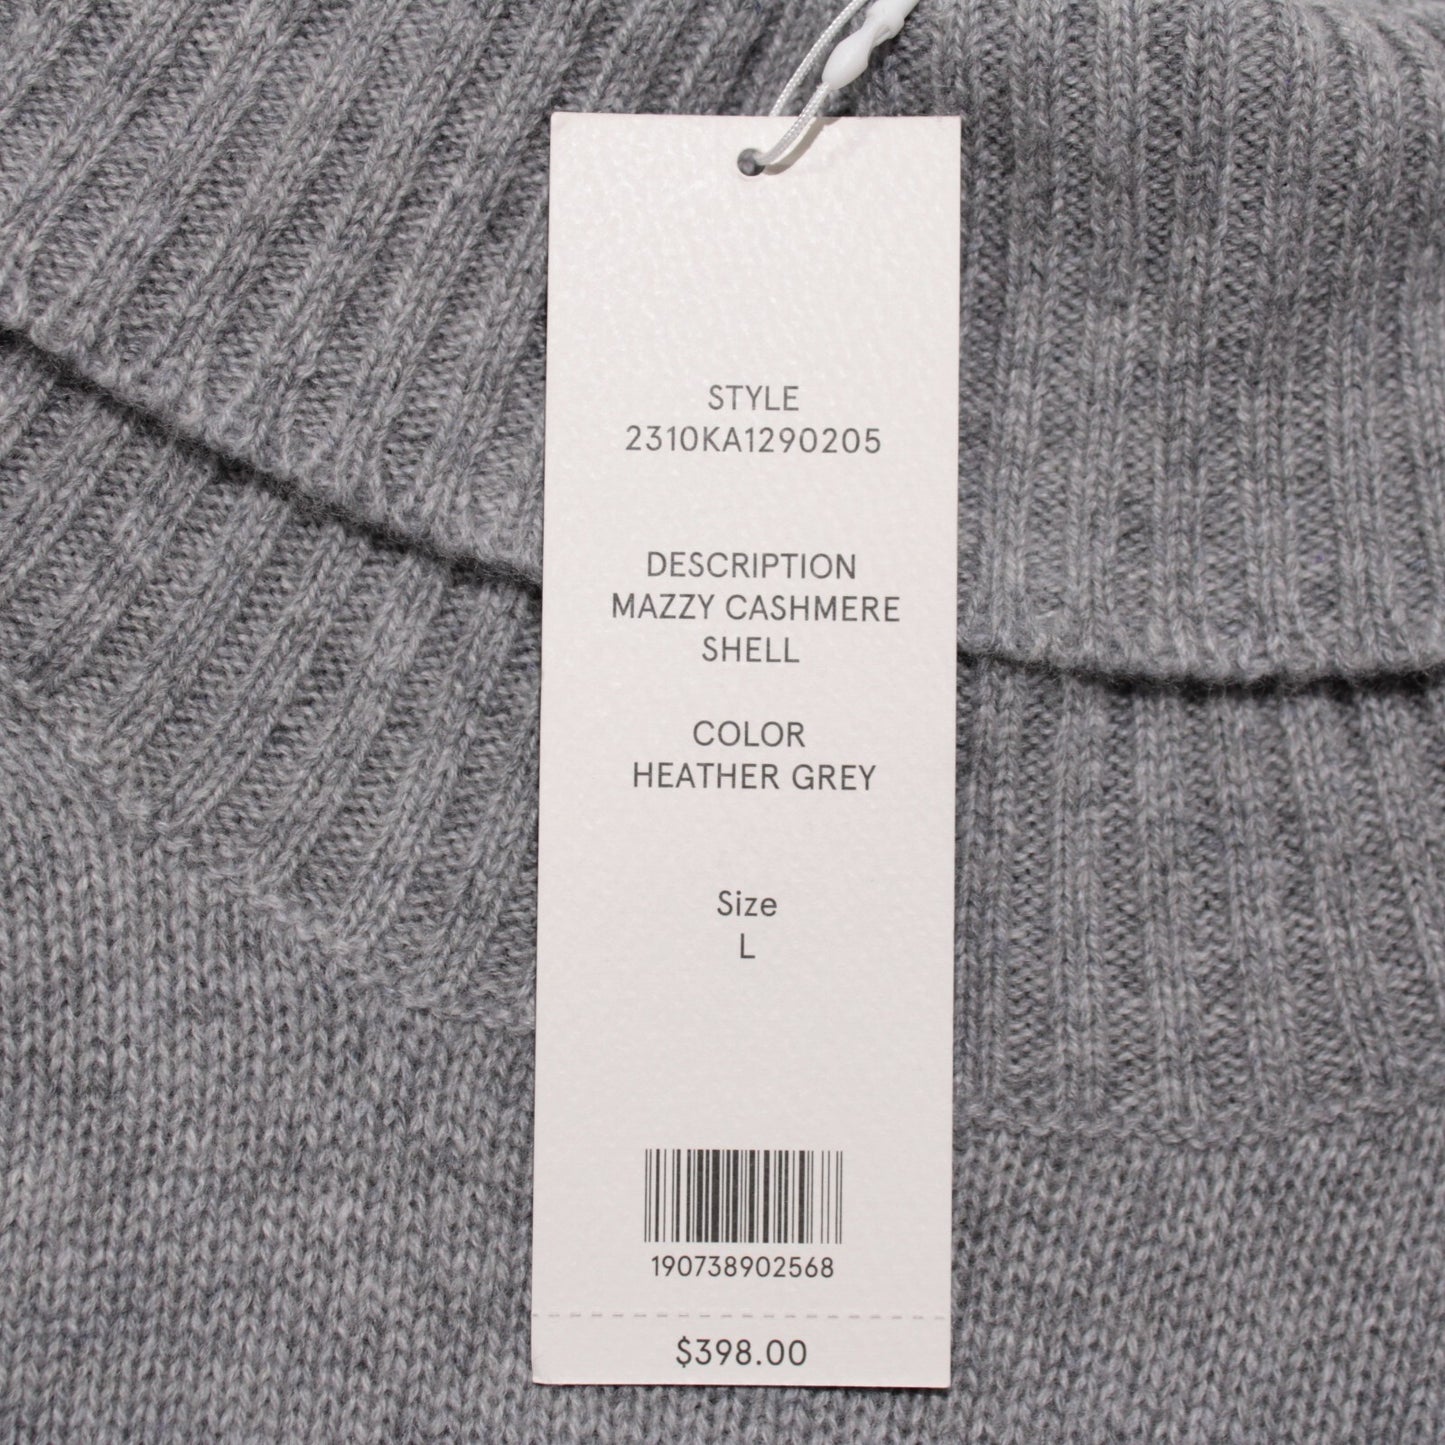 STYLE
2310KA1290205
DESCRIPTION
MAZZY CASHMERE
SHELL
COLOR
HEATHER GREY
Size
L
190738902568
$398.00